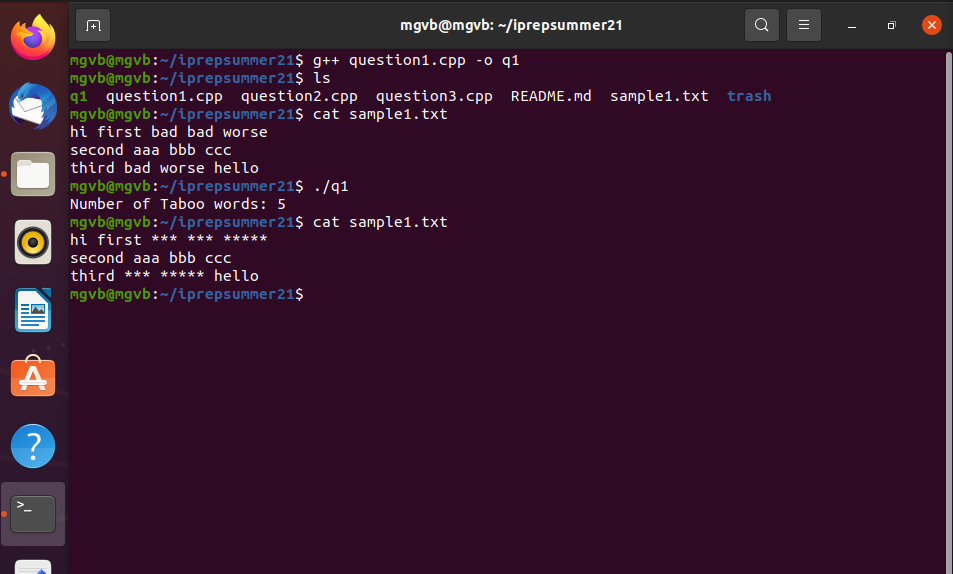 mgvb@mgvb: ~/iprepsummer21
mgvb@mgvb:~/iprepsummer21$ g++ question1.cpp -o q1
mgvb@mgvb:~/iprepsummer21$ ls
q1  question1.cpp  question2.cpp  question3.cpp  README.md  sample1.txt  trash
mgvb@mgvb:~/iprepsummer21$ cat sample1.txt
hi first bad bad worse
second aaa bbb ccc
third bad worse hello
mgvb@mgvb:~/iprepsummer21$ ./q1
Number of Taboo words: 5
mgvb@mgvb:~/iprepsummer21$ cat sample1.txt
hi first *** *** *****
second aaa bbb ccc
third *** ***** hello
mgvb@mgvb:~/iprepsummer21$